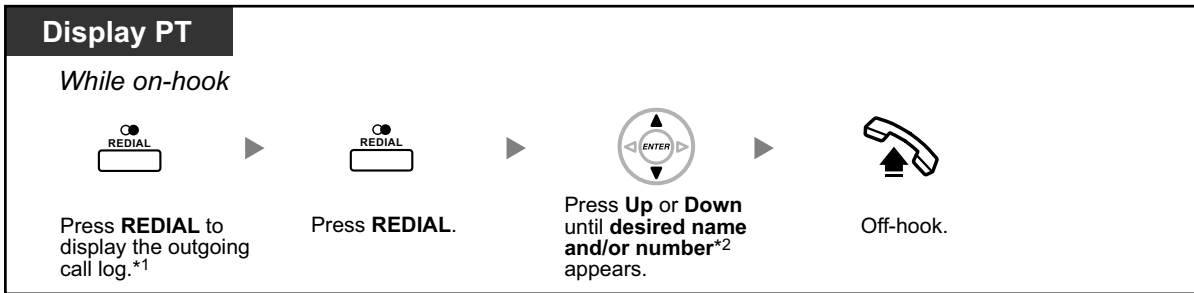 Display PT
While on-hook
REDIAL
REDIAL
ENTER
Press REDIAL to
display the outgoing
call log.*1
Press REDIAL.
Press Up or Down
until desired name
and/or number*2
appears.
Off-hook.